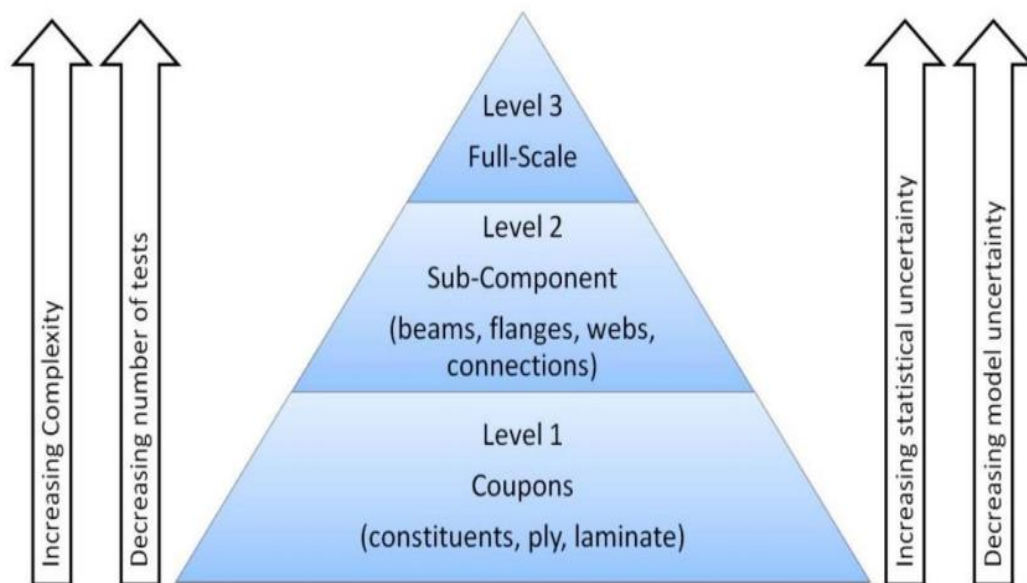 Increasing Complexity
Decreasing number of tests
Level 3
Full-Scale
Level 2
Sub-Component
(beams, flanges, webs,
connections)
Level 1
Coupons
(constituents, ply, laminate)
Increasing statistical uncertainty
Decreasing model uncertainty